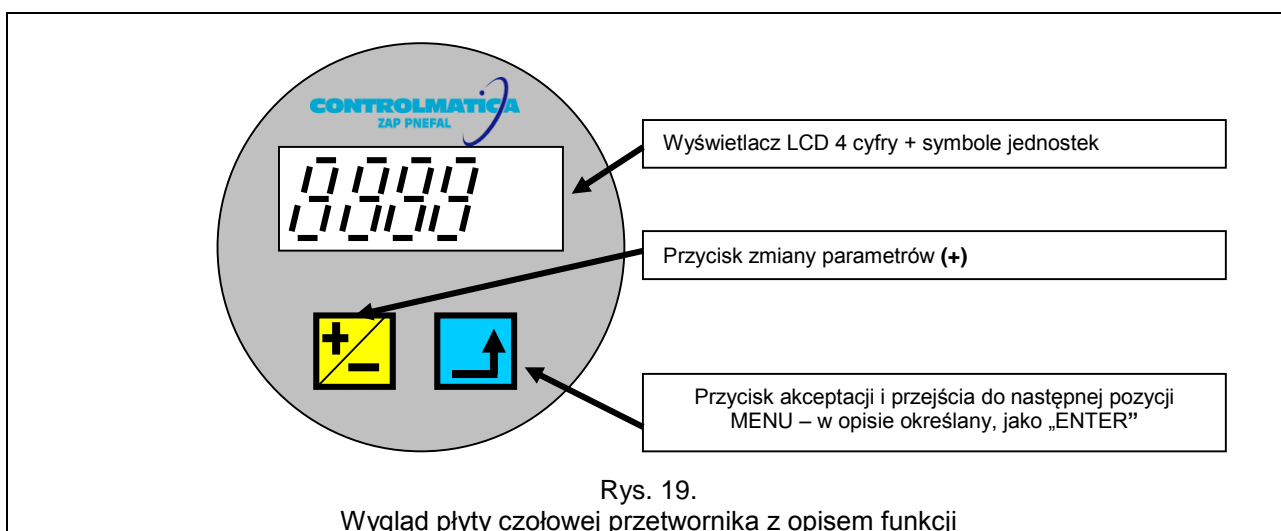 CONTROLMATICA
ZAP PNEFAL
8888
Wyświetlacz LCD 4 cyfry + symbole jednostek
Przycisk zmiany parametrów (+)
+
−
Przycisk akceptacji i przejścia do następnej pozycji
MENU – w opisie określany, jako „ENTER”
Rys. 19.
Wygląd płyty czołowej przetwornika z opisem funkcji